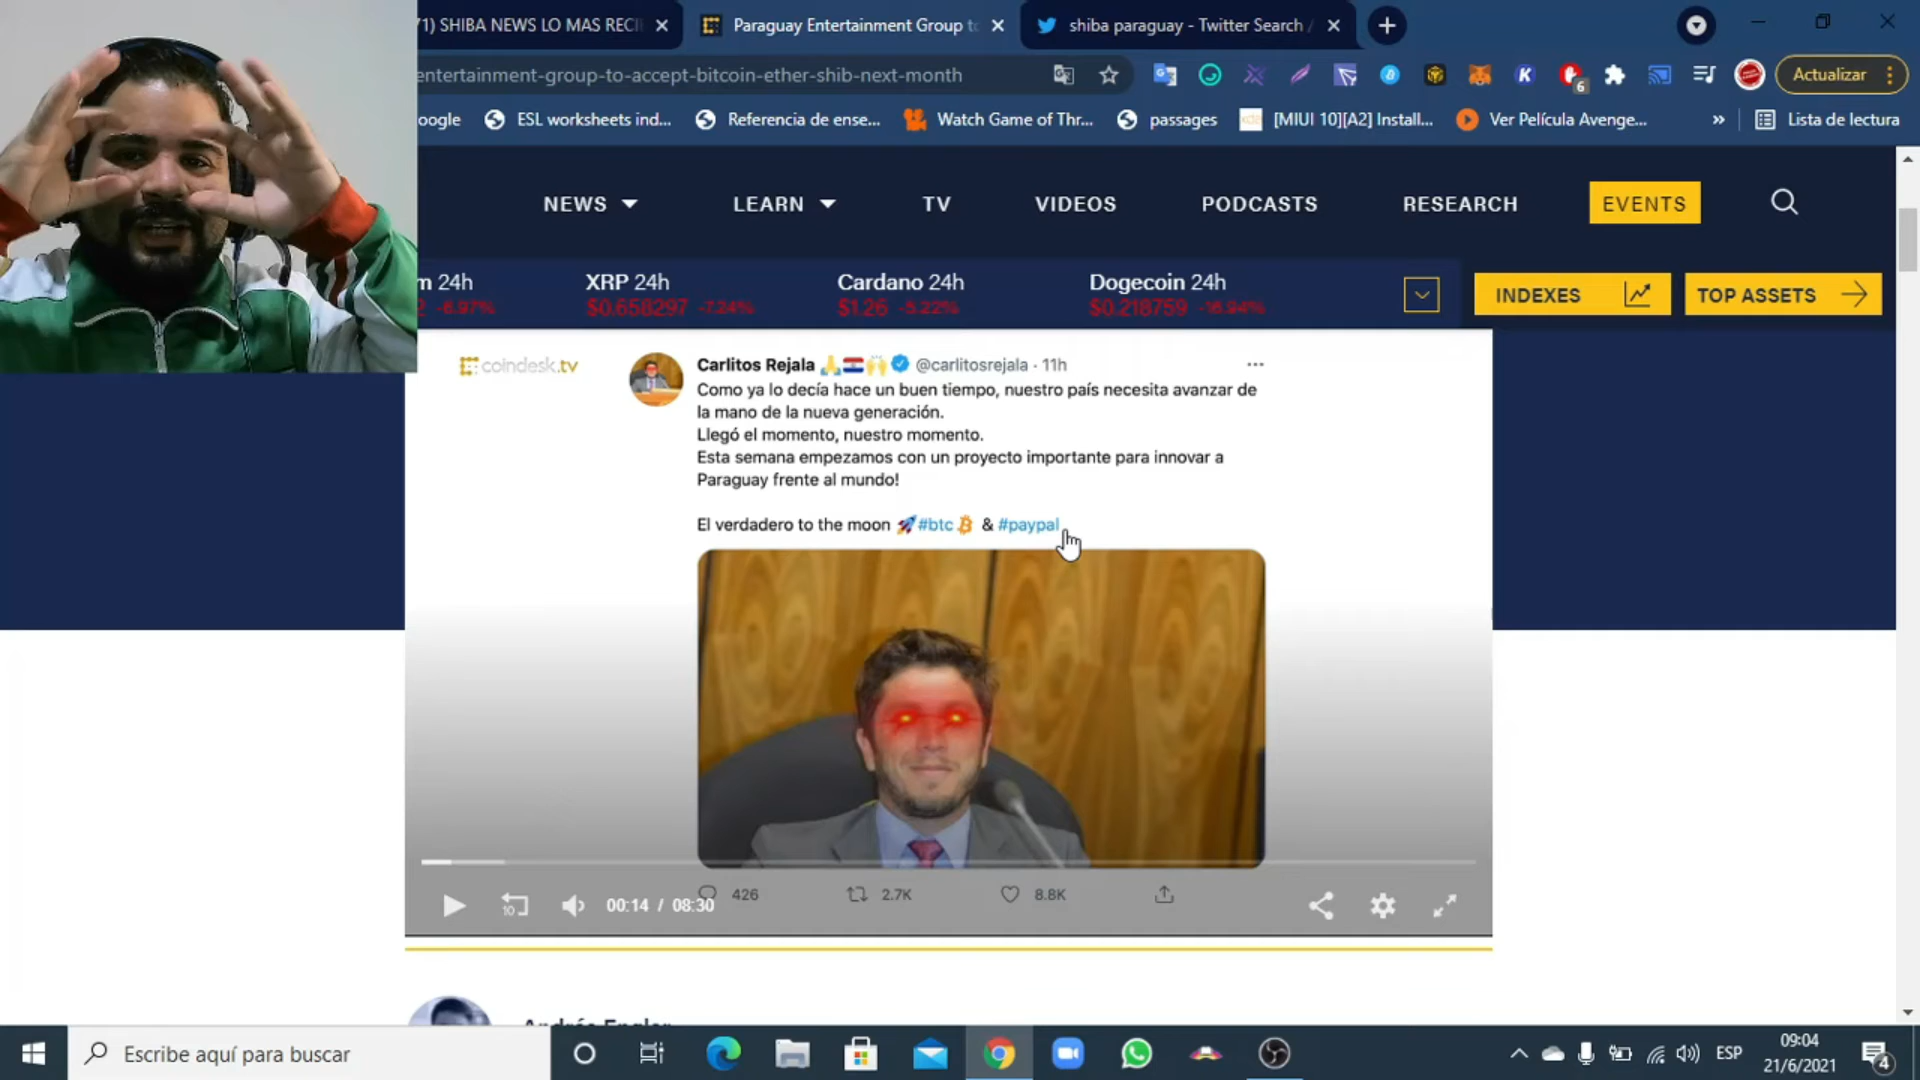 71) SHIBA NEWS LO MAS RECI
Paraguay Entertainment Group to
shiba paraguay - Twitter Search /
entertainment-group-to-accept-bitcoin-ether-shib-next-month
6
Actualizar
oogle
ESL worksheets ind...
Referencia de ense...
Watch Game of Thr...
passages
[MIUI 10][A2] Install...
Ver Película Avenge...
»
Lista de lectura
NEWS
LEARN
TV
VIDEOS
PODCASTS
RESEARCH
EVENTS
m 24h
XRP 24h
Cardano 24h
Dogecoin 24h
2 -6.97%
$0.658297 -7.24%
$1.26 -5.22%
$0.218759 -16.94%
INDEXES
TOP ASSETS
coindesk.tv
Carlitos Rejala 🙏🇵🇾🙌 @carlitosrejala · 11h
Como ya lo decía hace un buen tiempo, nuestro país necesita avanzar de
la mano de la nueva generación.
Llegó el momento, nuestro momento.
Esta semana empezamos con un proyecto importante para innovar a
Paraguay frente al mundo!
El verdadero to the moon 🚀#btc & #paypal
426
2.7K
8.8K
10
00:14 / 08:30
Escribe aquí para buscar
ESP
09:04
21/6/2021
4